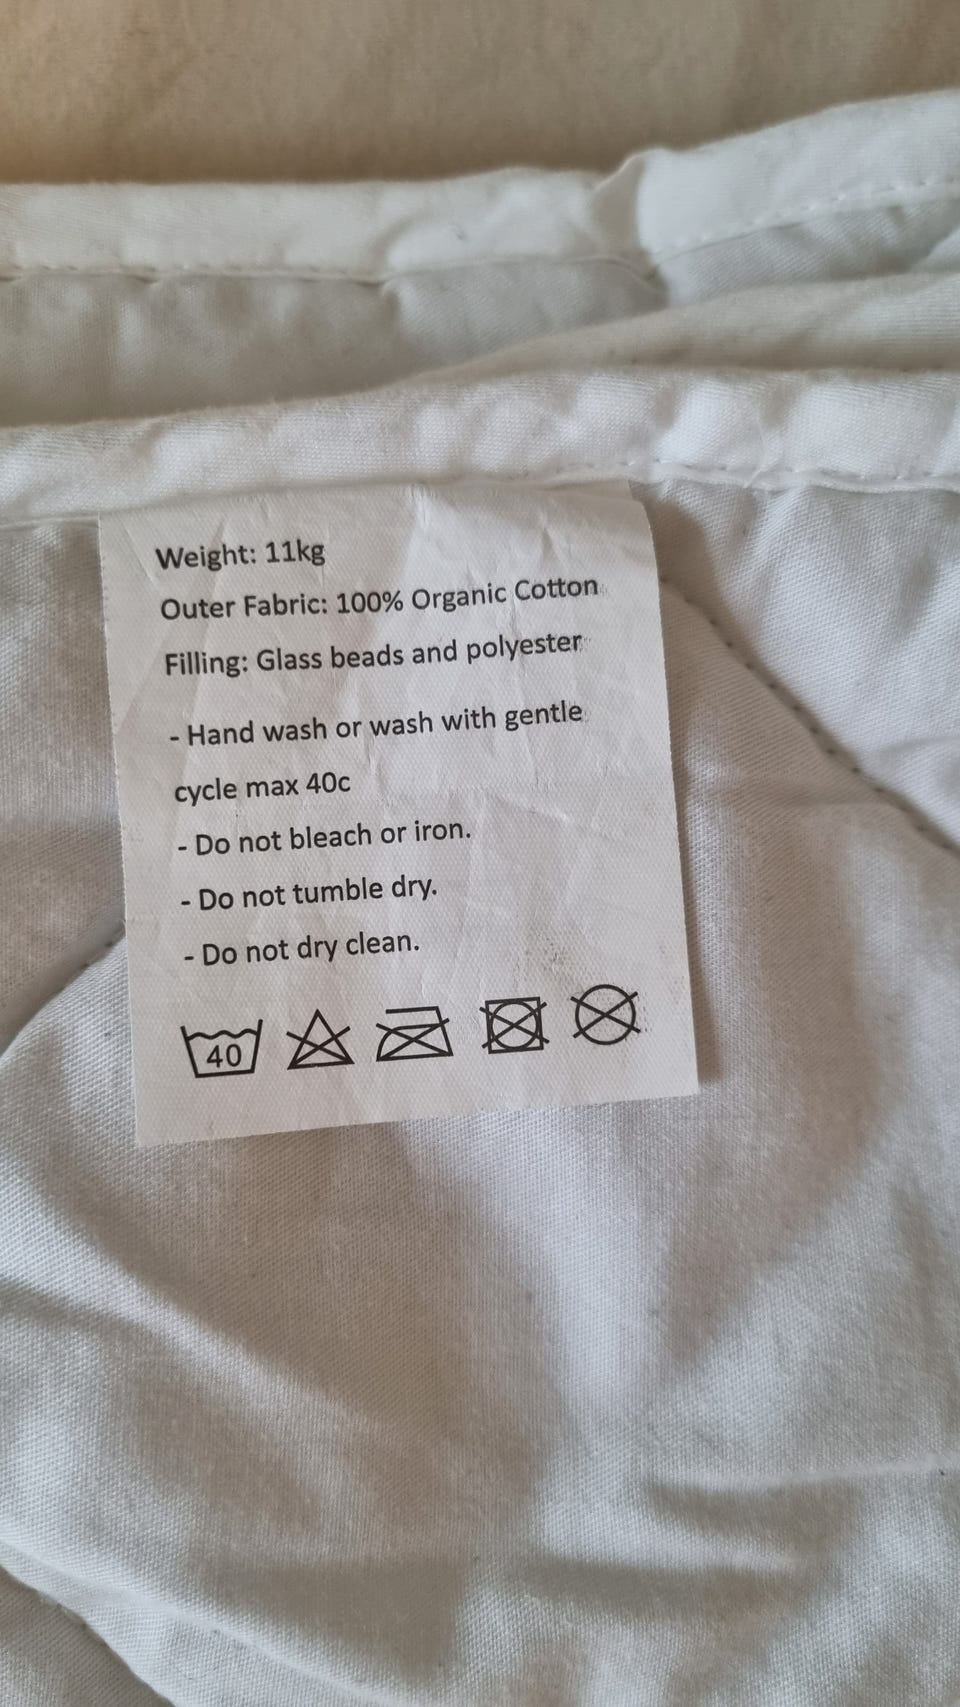 Weight: 11kg
Outer Fabric: 100% Organic Cotton
Filling: Glass beads and polyester
- Hand wash or wash with gentle
cycle max 40c
- Do not bleach or iron.
- Do not tumble dry.
- Do not dry clean.
40